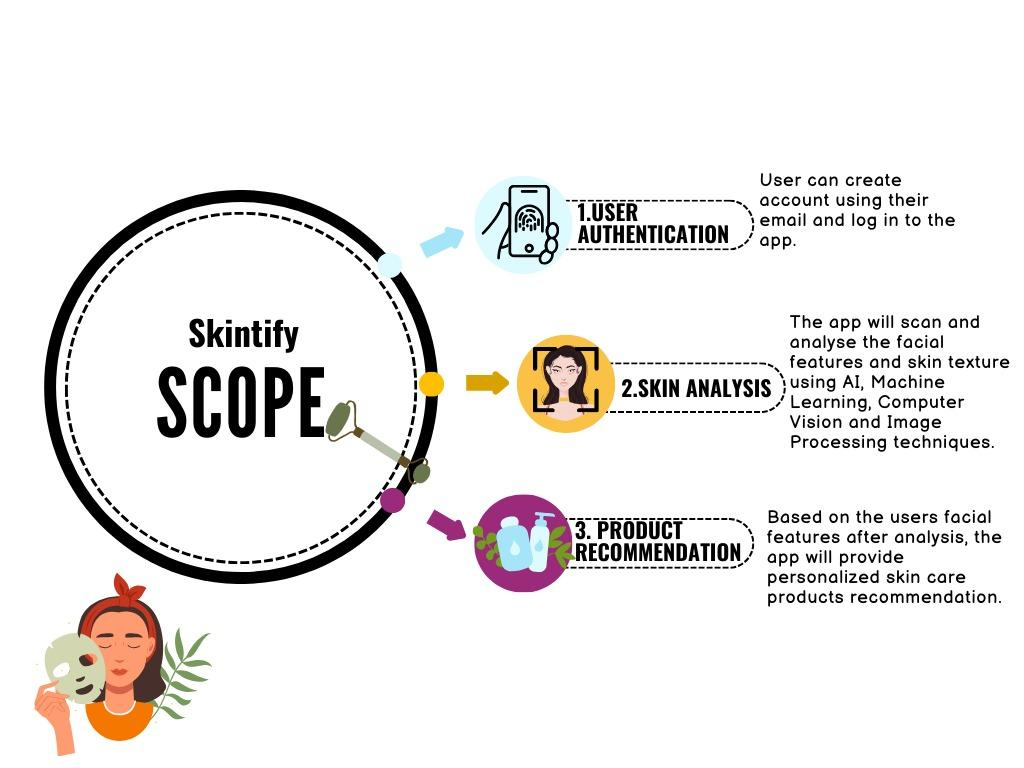 Skintify
SCOPE
1.USER
AUTHENTICATION
User can create
account using their
email and log in to the
app.
2.SKIN ANALYSIS
The app will scan and
analyse the facial
features and skin texture
using AI, Machine
Learning, Computer
Vision and Image
Processing techniques.
3. PRODUCT
RECOMMENDATION
Based on the users facial
features after analysis, the
app will provide
personalized skin care
products recommendation.